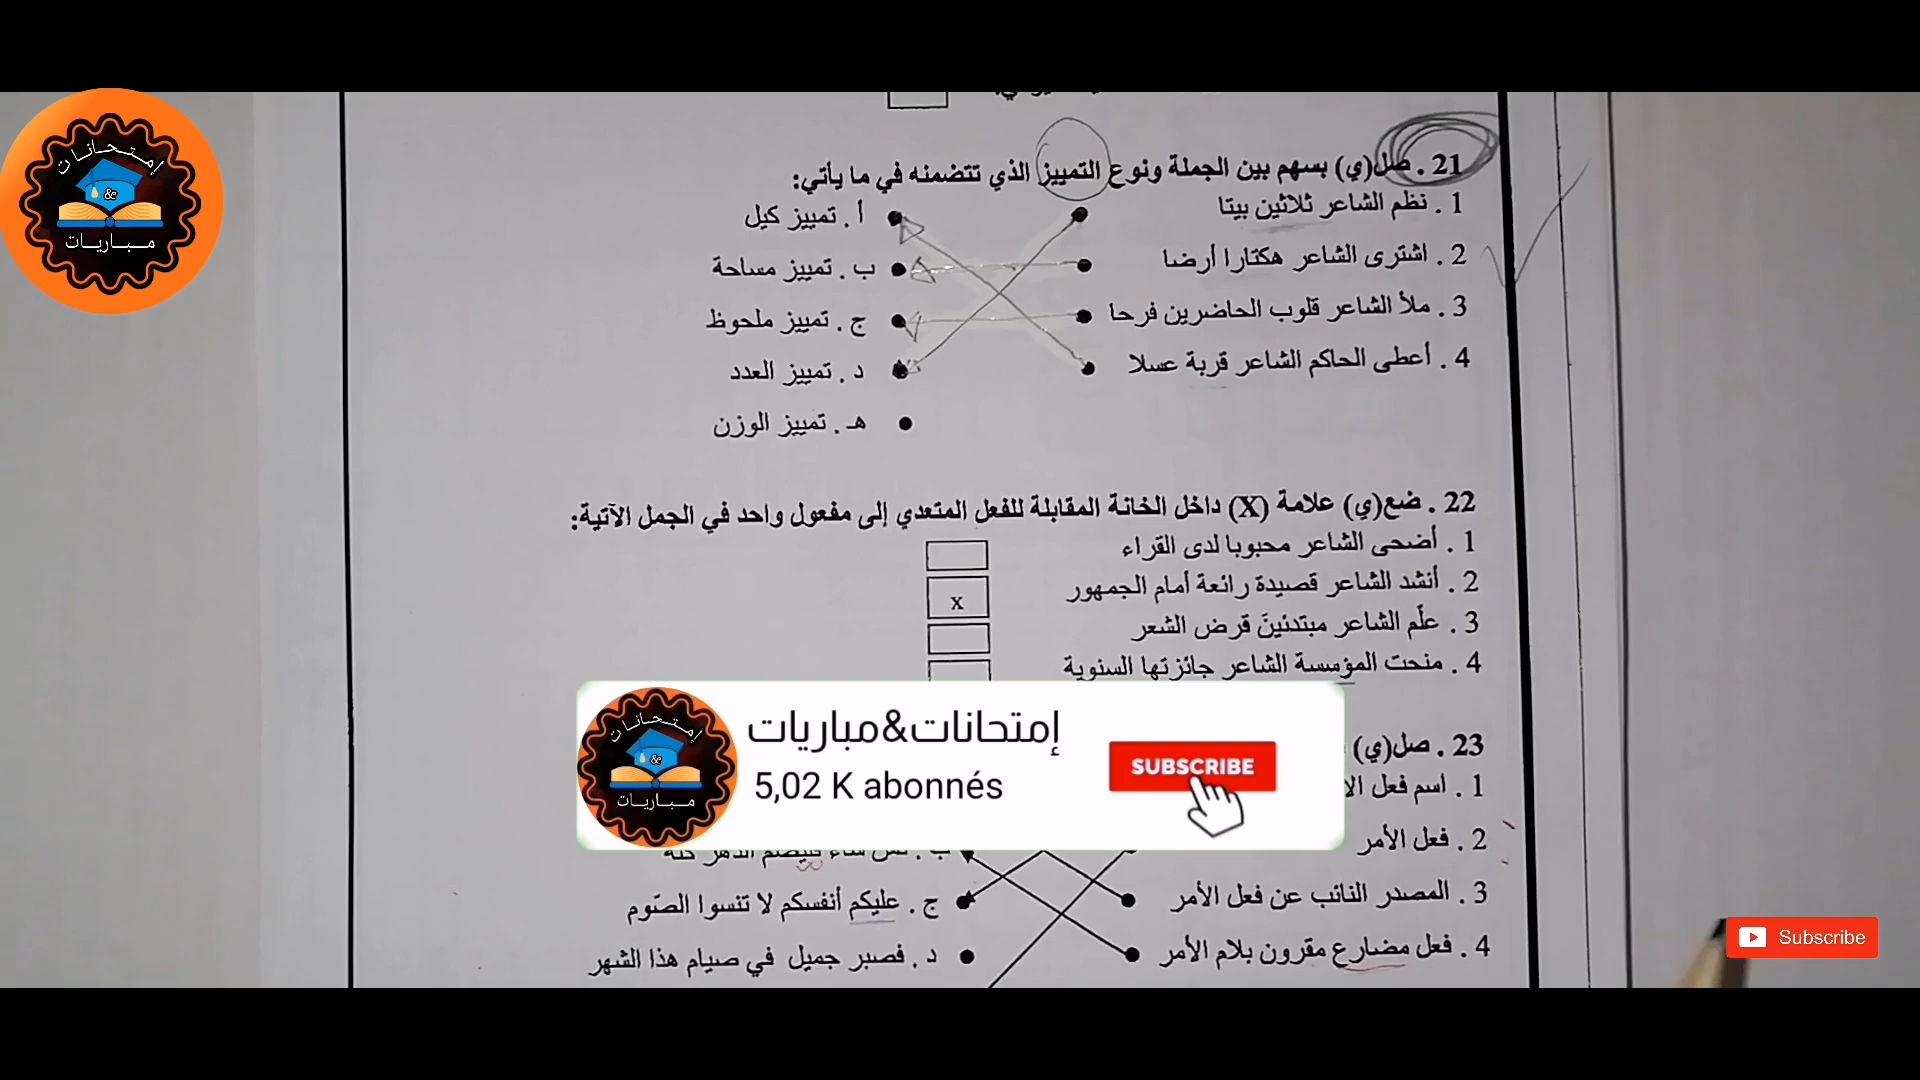 إمتحانات
&
مباريات
21 . صل(ي) بسهم بين الجملة ونوع التمييز الذي تتضمنه في ما يأتي:
1 . نظم الشاعر ثلاثين بيتا
أ . تمييز كيل
2 . اشترى الشاعر هكتارا أرضا
ب . تمييز مساحة
3 . ملأ الشاعر قلوب الحاضرين فرحا
ج . تمييز ملحوظ
4 . أعطى الحاكم الشاعر قربة عسلا
د . تمييز العدد
هـ . تمييز الوزن
22 . ضع(ي) علامة (X) داخل الخانة المقابلة للفعل المتعدي إلى مفعول واحد في الجمل الآتية:
1 . أضحى الشاعر محبوبا لدى القراء
2 . أنشد الشاعر قصيدة رائعة أمام الجمهور
x
3 . علّم الشاعر مبتدئينَ قرض الشعر
4 . منحت المؤسسة الشاعر جائزتها السنوية
23 . صل(ي)
1 . اسم فعل
2 . فعل الأمر
3 . المصدر النائب عن فعل الأمر
ج . عليكم أنفسكم لا تنسوا الصّوم
4 . فعل مضارع مقرون بلام الأمر
د . فصبر جميل في صيام هذا الشهر
إمتحانات
&
مباريات
إمتحانات&مباريات
5,02 K abonnés
SUBSCRIBE
Subscribe